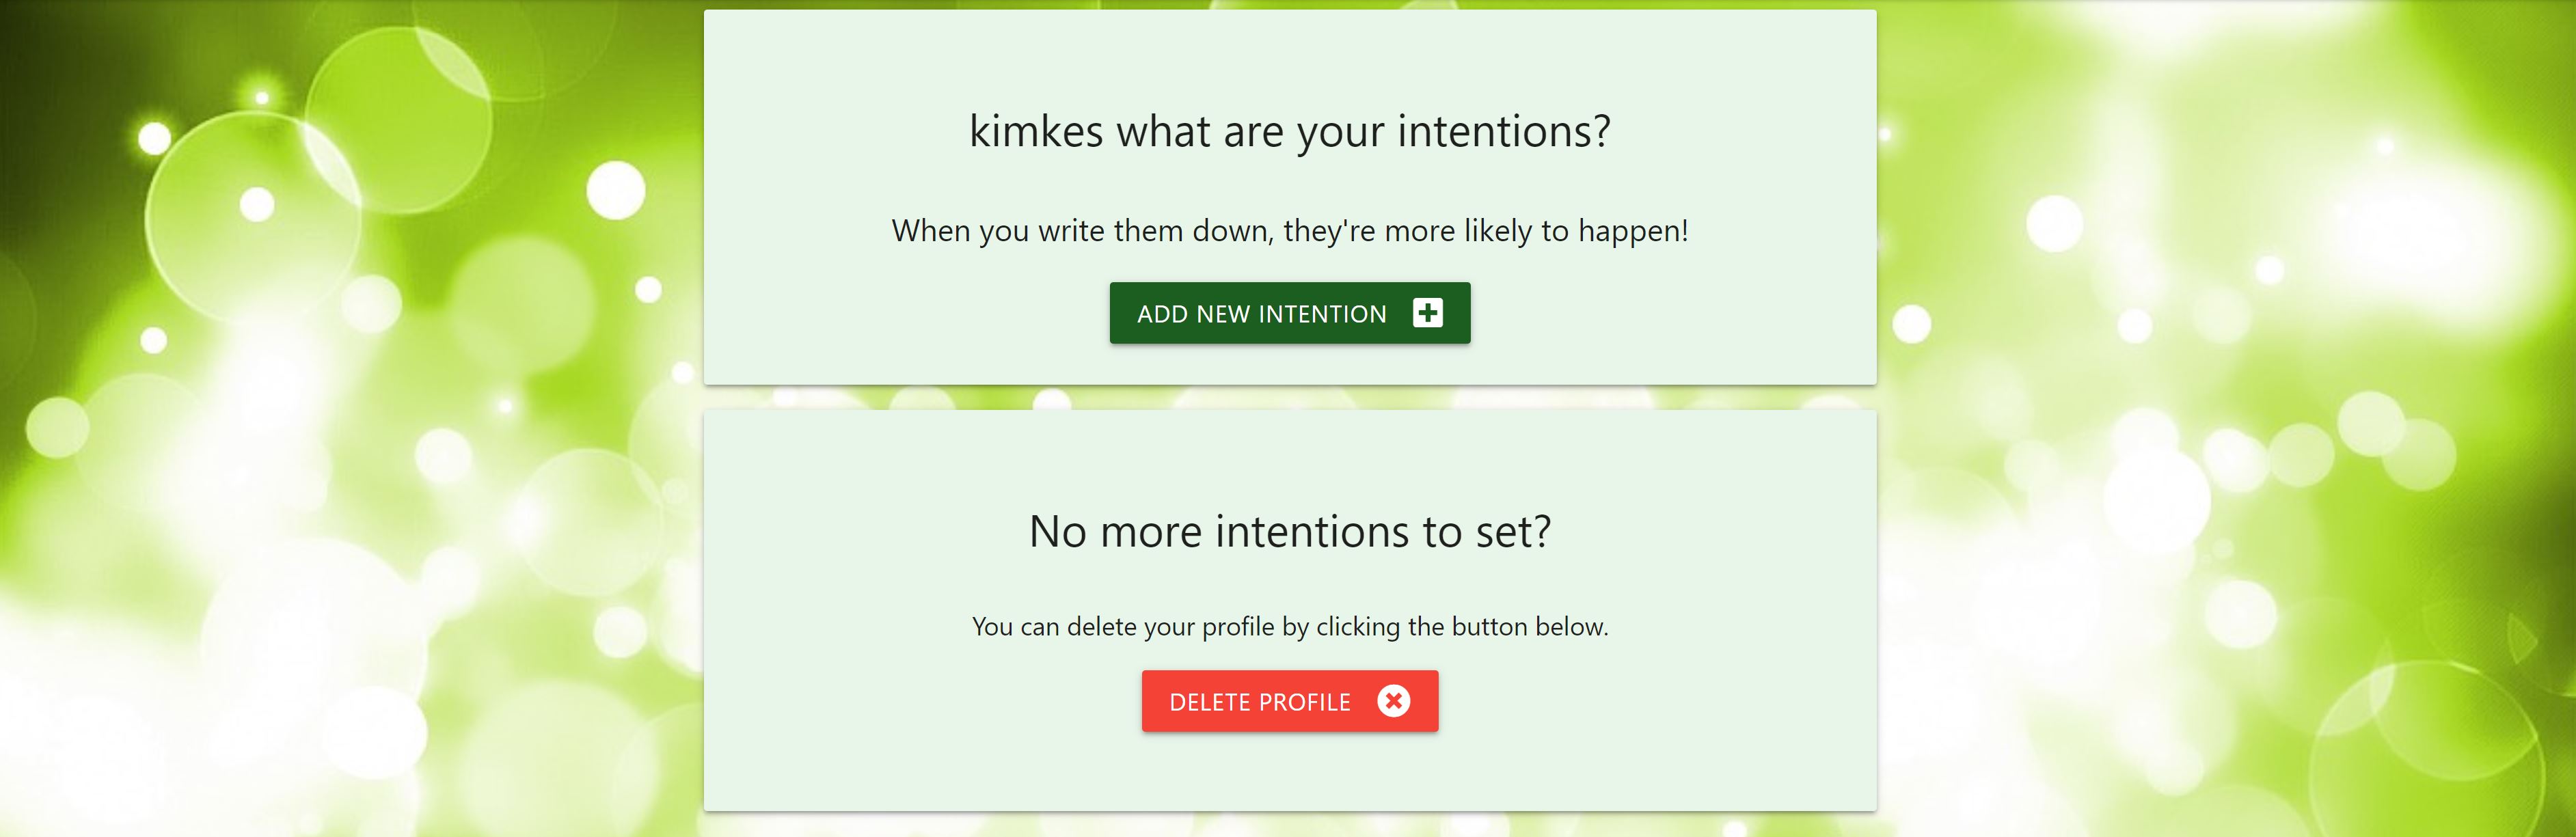 kimkes what are your intentions?
When you write them down, they're more likely to happen!
ADD NEW INTENTION
No more intentions to set?
You can delete your profile by clicking the button below.
DELETE PROFILE